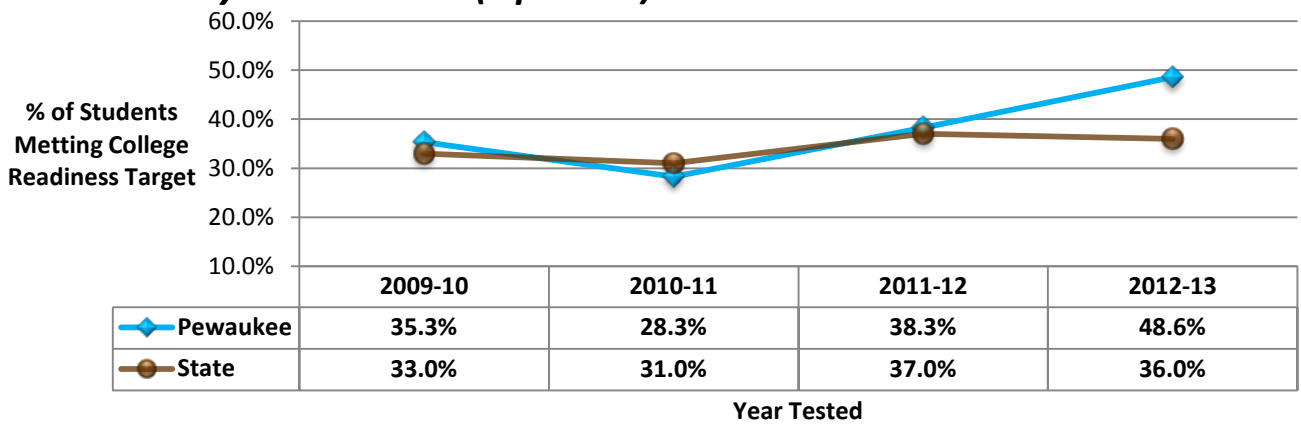 60.0%
50.0%
40.0%
30.0%
20.0%
10.0%
% of Students
Metting College
Readiness Target
2009-10 2010-11 2011-12 2012-13
Pewaukee 35.3% 28.3% 38.3% 48.6%
State 33.0% 31.0% 37.0% 36.0%
Year Tested